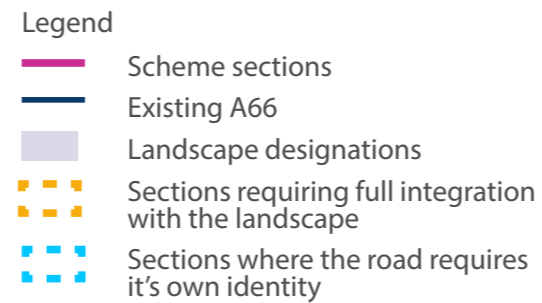 Legend
Scheme sections
Existing A66
Landscape designations
Sections requiring full integration
with the landscape
Sections where the road requires
it’s own identity